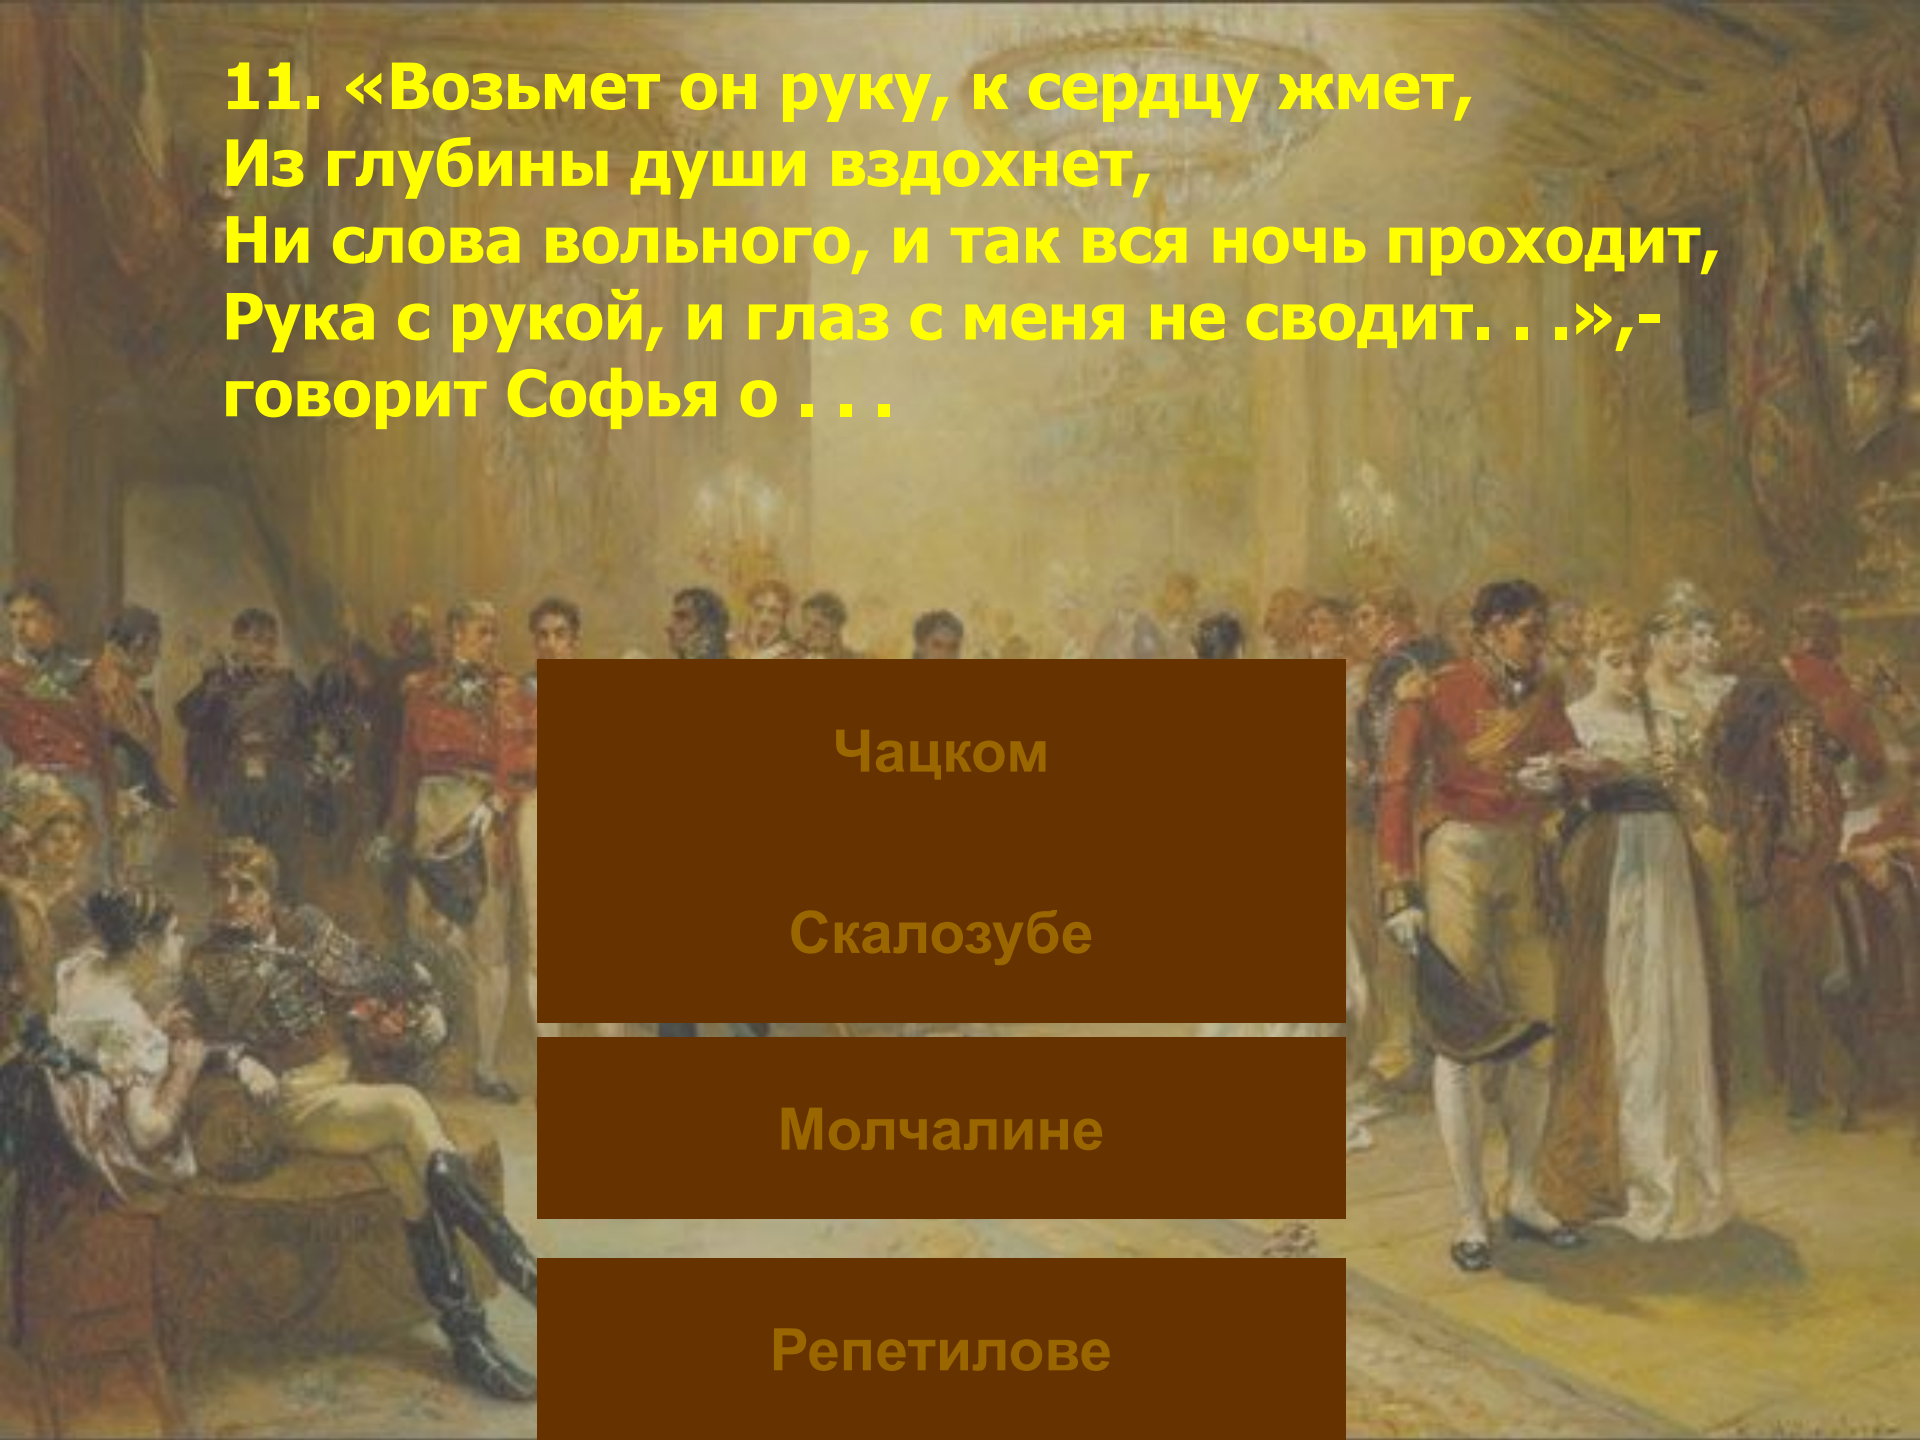 11. «Возьмет он руку, к сердцу жмет,
Из глубины души вздохнет,
Ни слова вольного, и так вся ночь проходит,
Рука с рукой, и глаз с меня не сводит. . .»,-
говорит Софья о . . .
Чацком
Скалозубе
Молчалине
Репетилове